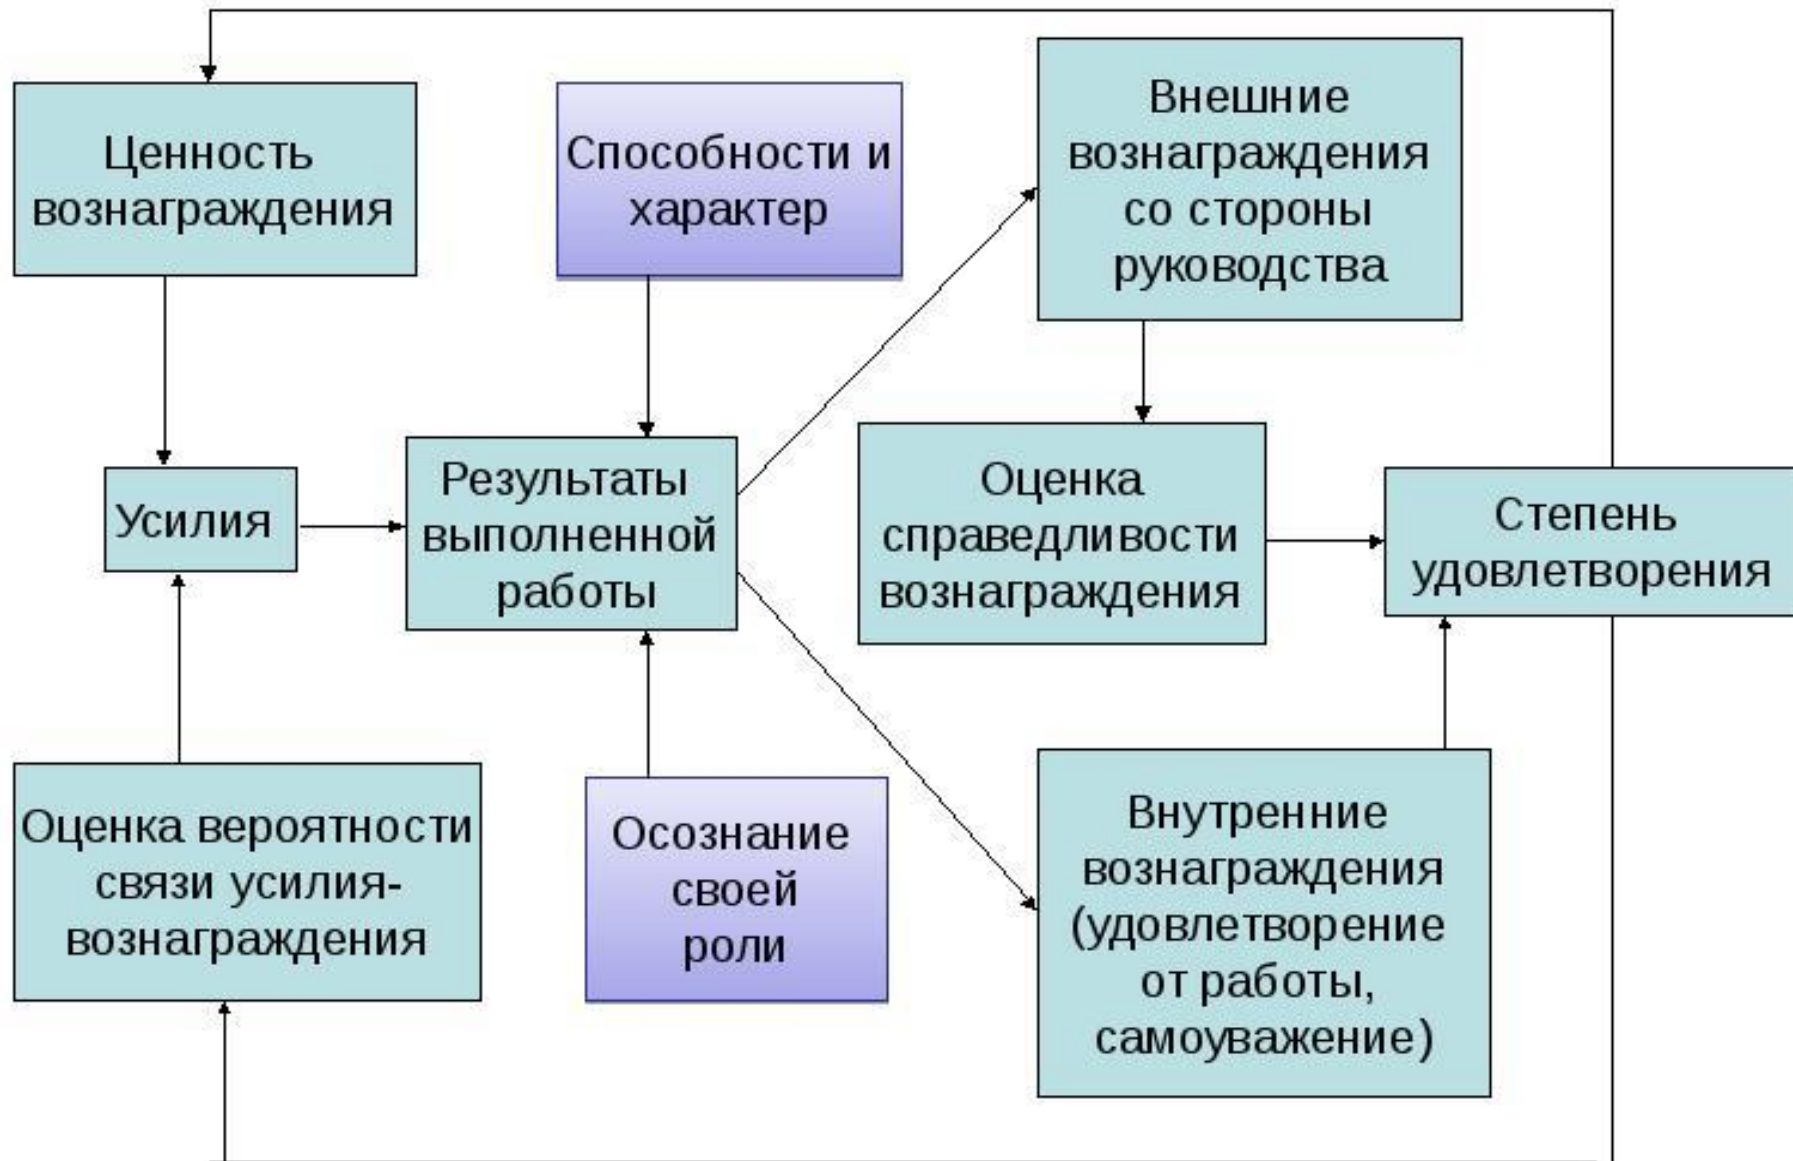 Ценность
вознаграждения
Способности и
характер
Внешние
вознаграждения
со стороны
руководства
Усилия
Результаты
выполненной
работы
Оценка
справедливости
вознаграждения
Степень
удовлетворения
Оценка вероятности
связи усилия-
вознаграждения
Осознание
своей
роли
Внутренние
вознаграждения
(удовлетворение
от работы,
самоуважение)